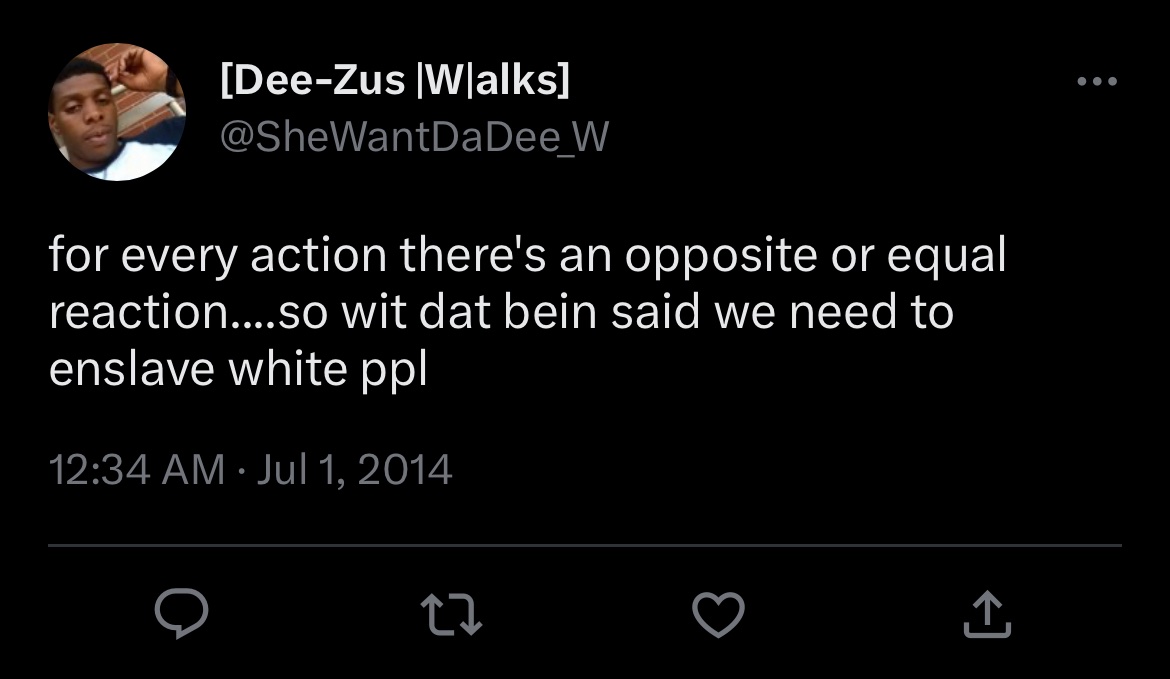 [Dee-Zus |W|alks]
@SheWantDaDee_W
for every action there's an opposite or equal
reaction....so wit dat bein said we need to
enslave white ppl
12:34 AM · Jul 1, 2014